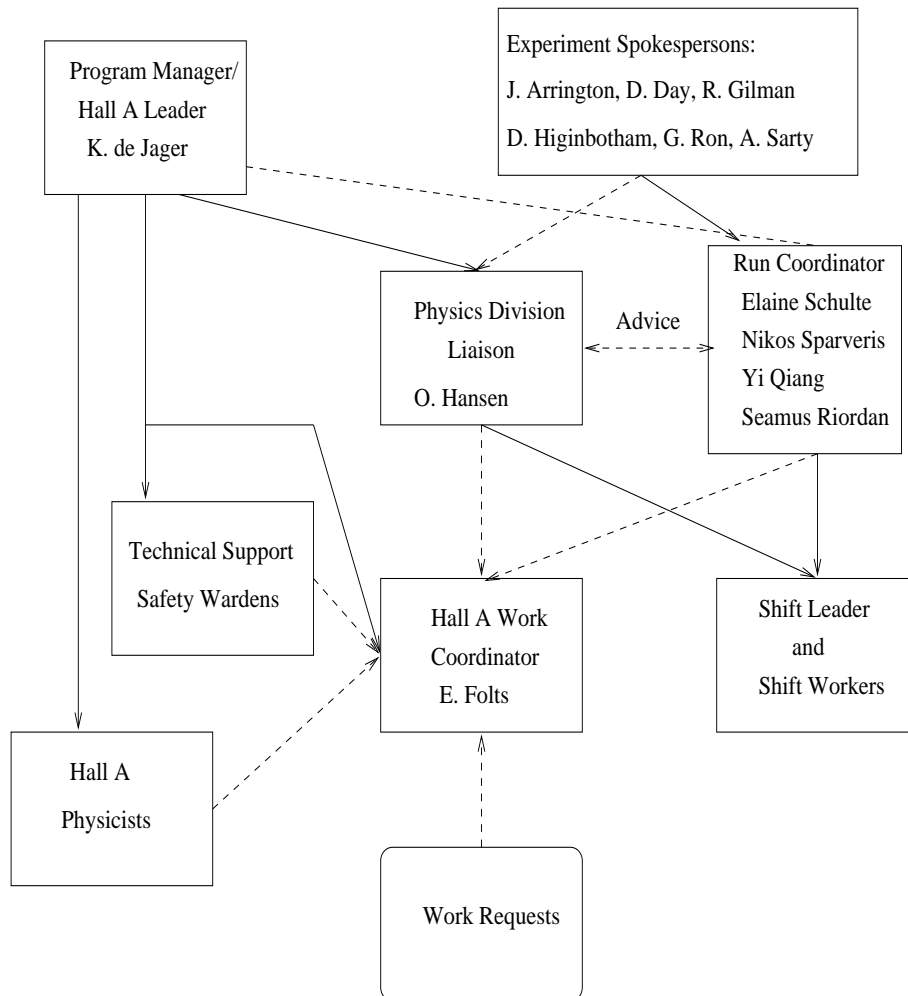 Program Manager/
Hall A Leader
K. de Jager
Experiment Spokespersons:
J. Arrington, D. Day, R. Gilman
D. Higinbotham, G. Ron, A. Sarty
Physics Division
Liaison
O. Hansen
Advice
Run Coordinator
Elaine Schulte
Nikos Sparveris
Yi Qiang
Seamus Riordan
Technical Support
Safety Wardens
Hall A Work
Coordinator
E. Folts
Shift Leader
and
Shift Workers
Hall A
Physicists
Work Requests